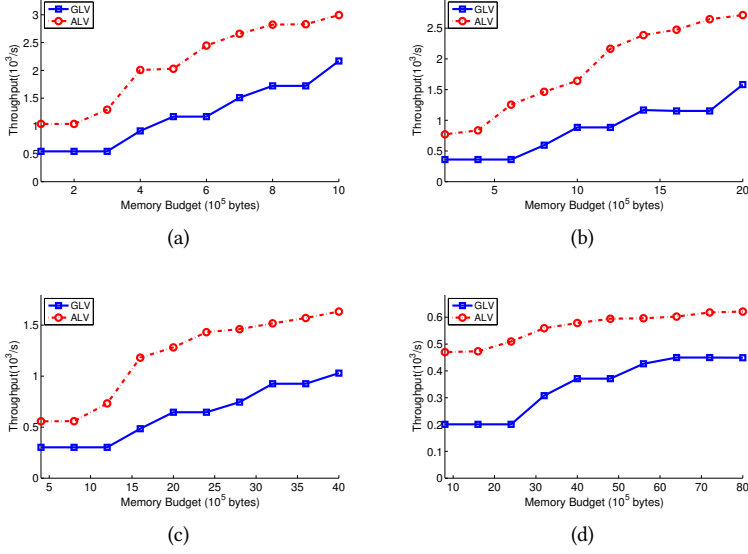 GLV
ALV
3
2.5
2
1.5
1
0.5
0
2 4 6 8 10
Throughput(10³/s)
Memory Budget (10⁵ bytes)
(a)
GLV
ALV
2.5
2
1.5
1
0.5
0
5 10 15 20
Throughput(10³/s)
Memory Budget (10⁵ bytes)
(b)
GLV
ALV
1.5
1
0.5
0
5 10 15 20 25 30 35 40
Throughput(10³/s)
Memory Budget (10⁵ bytes)
(c)
GLV
ALV
0.6
0.5
0.4
0.3
0.2
0.1
0
10 20 30 40 50 60 70 80
Throughput(10³/s)
Memory Budget (10⁵ bytes)
(d)